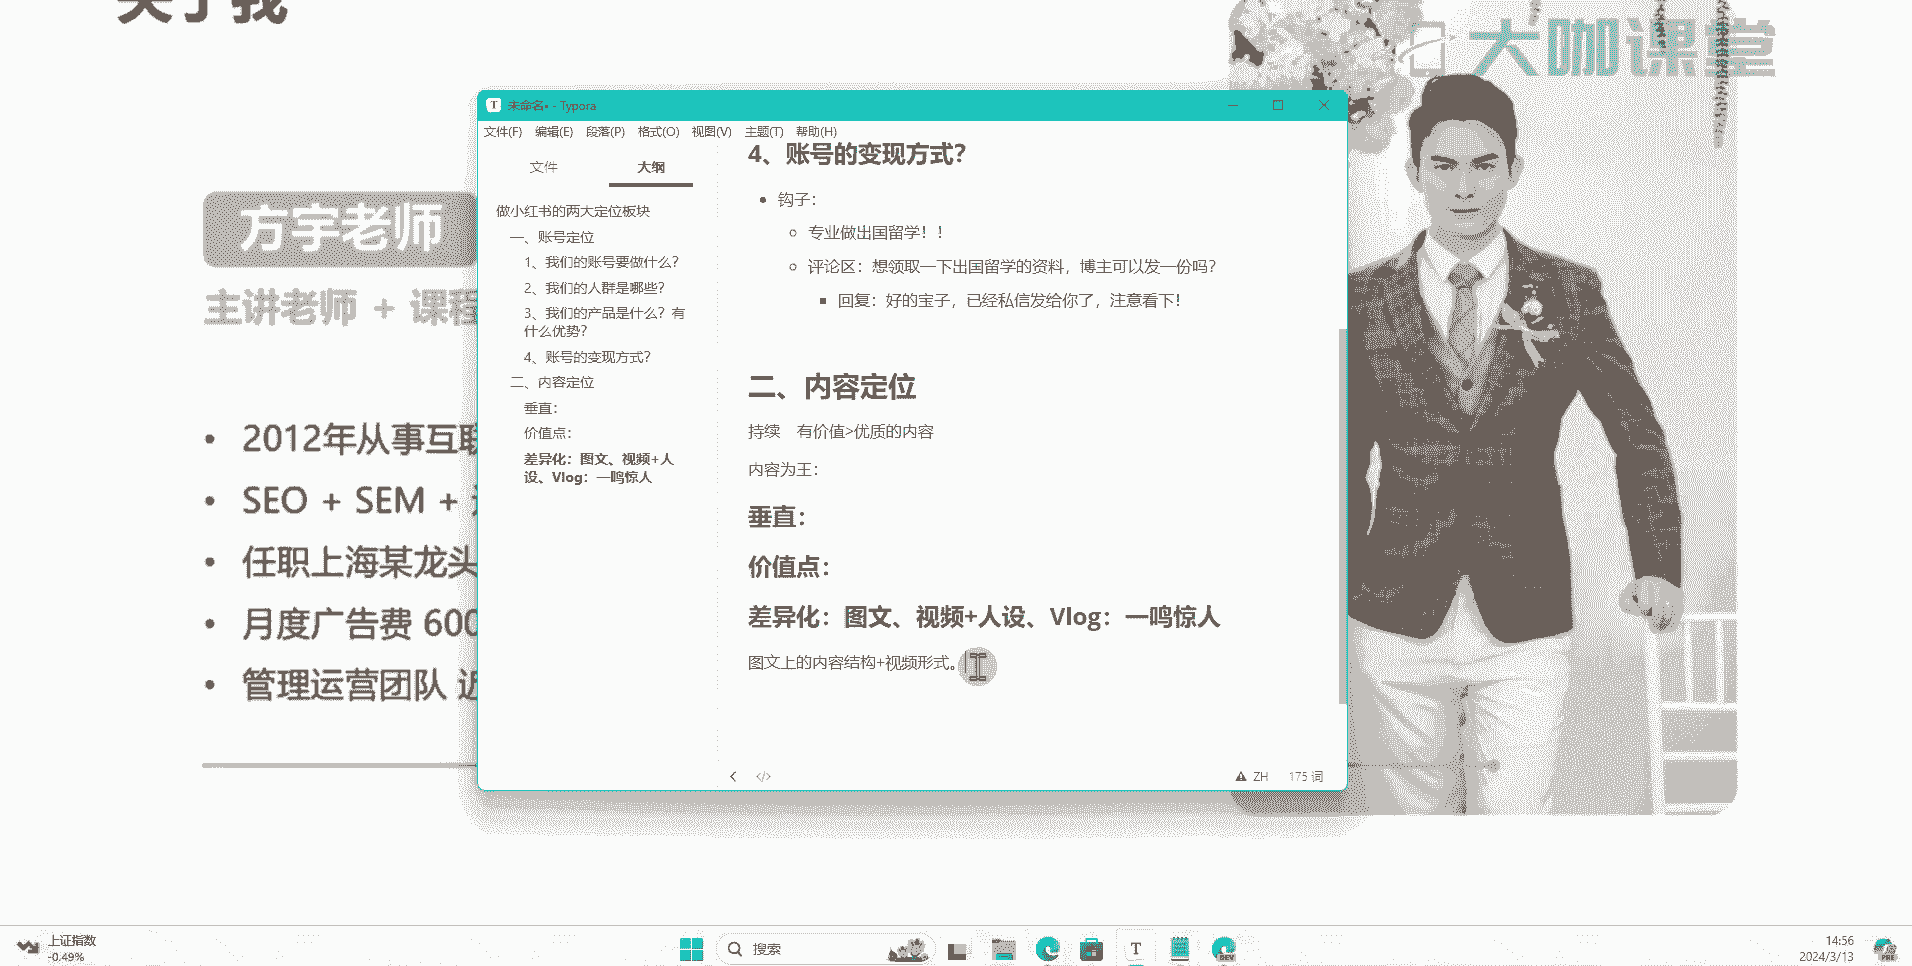 关于我
大咖课堂
方宇老师
主讲老师 + 课程
• 2012年从事互联
• SEO + SEM +
• 任职上海某龙头
• 月度广告费 600
• 管理运营团队 近
未命名• - Typora
文件(F) 编辑(E) 段落(P) 格式(O) 视图(V) 主题(T) 帮助(H)
文件 大纲
做小红书的两大定位板块
一、账号定位
1、我们的账号要做什么？
2、我们的人群是哪些？
3、我们的产品是什么？有
什么优势？
4、账号的变现方式？
二、内容定位
垂直：
价值点：
差异化：图文、视频+人
设、Vlog：一鸣惊人
4、账号的变现方式？
• 钩子：
专业做出国留学！！
评论区：想领取一下出国留学的资料，博主可以发一份吗？
回复：好的宝子，已经私信发给你了，注意看下！
二、内容定位
持续 有价值>优质的内容
内容为王：
垂直：
价值点：
差异化：图文、视频+人设、Vlog：一鸣惊人
图文上的内容结构+视频形式。
ZH 175 词
上证指数
-0.49%
搜索
DEV
14:56
2024/3/13
PRE